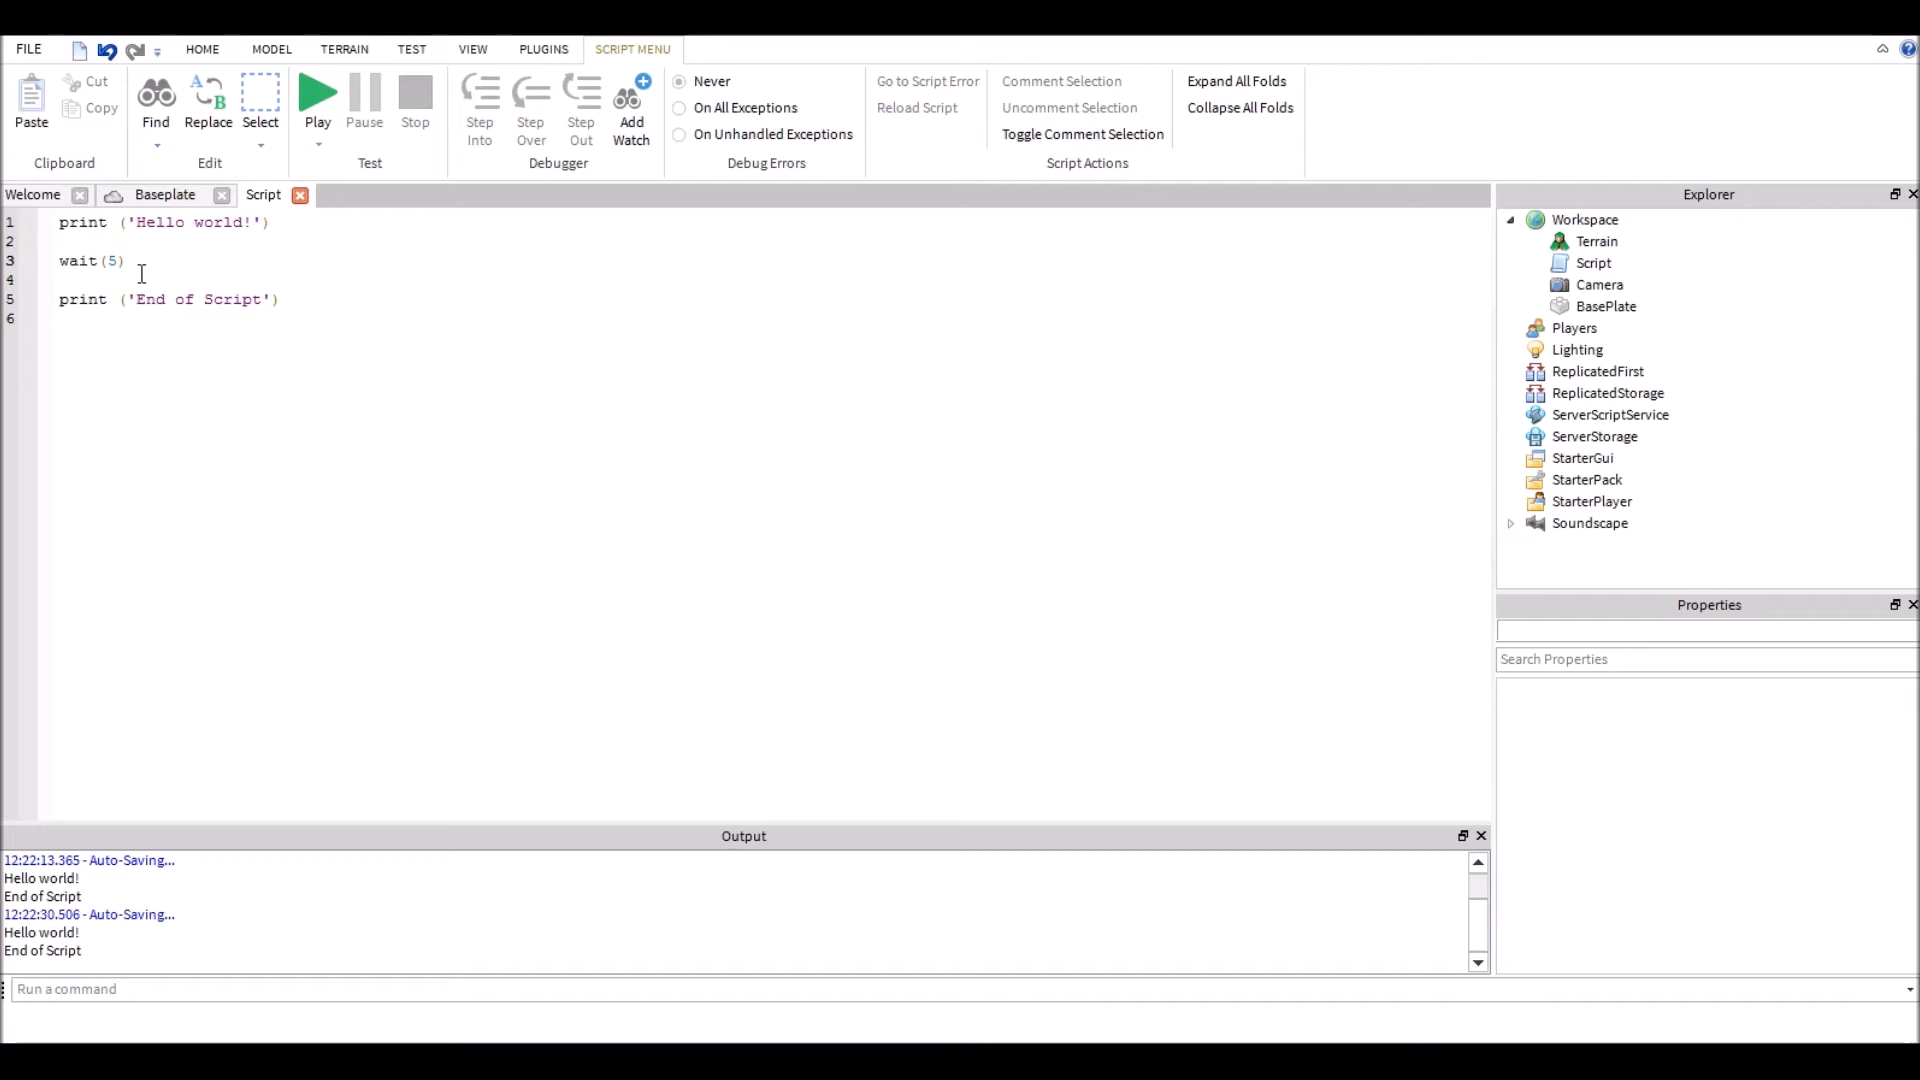 FILE HOME MODEL TERRAIN TEST VIEW PLUGINS SCRIPT MENU
Paste
Cut
Copy
Clipboard
Find
Replace
Select
Edit
Play
Pause
Stop
Test
Step Into
Step Over
Step Out
Add Watch
Debugger
Never
On All Exceptions
On Unhandled Exceptions
Debug Errors
Go to Script Error
Reload Script
Comment Selection
Uncomment Selection
Toggle Comment Selection
Script Actions
Expand All Folds
Collapse All Folds
Welcome Baseplate Script
1 print ('Hello world!')
2
3 wait(5)
4
5 print ('End of Script')
6
Explorer
Workspace
Terrain
Script
Camera
BasePlate
Players
Lighting
ReplicatedFirst
ReplicatedStorage
ServerScriptService
ServerStorage
StarterGui
StarterPack
StarterPlayer
Soundscape
Properties
Search Properties
Output
12:22:13.365 - Auto-Saving...
Hello world!
End of Script
12:22:30.506 - Auto-Saving...
Hello world!
End of Script
Run a command